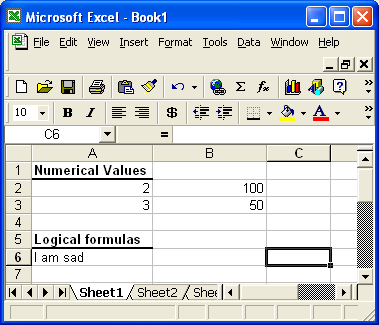 Microsoft Excel - Book1
File Edit View Insert Format Tools Data Window Help
Σ fx
10 B $ A
C6 =
A B C
1 Numerical Values
2 2 100
3 3 50
4
5 Logical formulas
6 I am sad
7
Sheet1 Sheet2